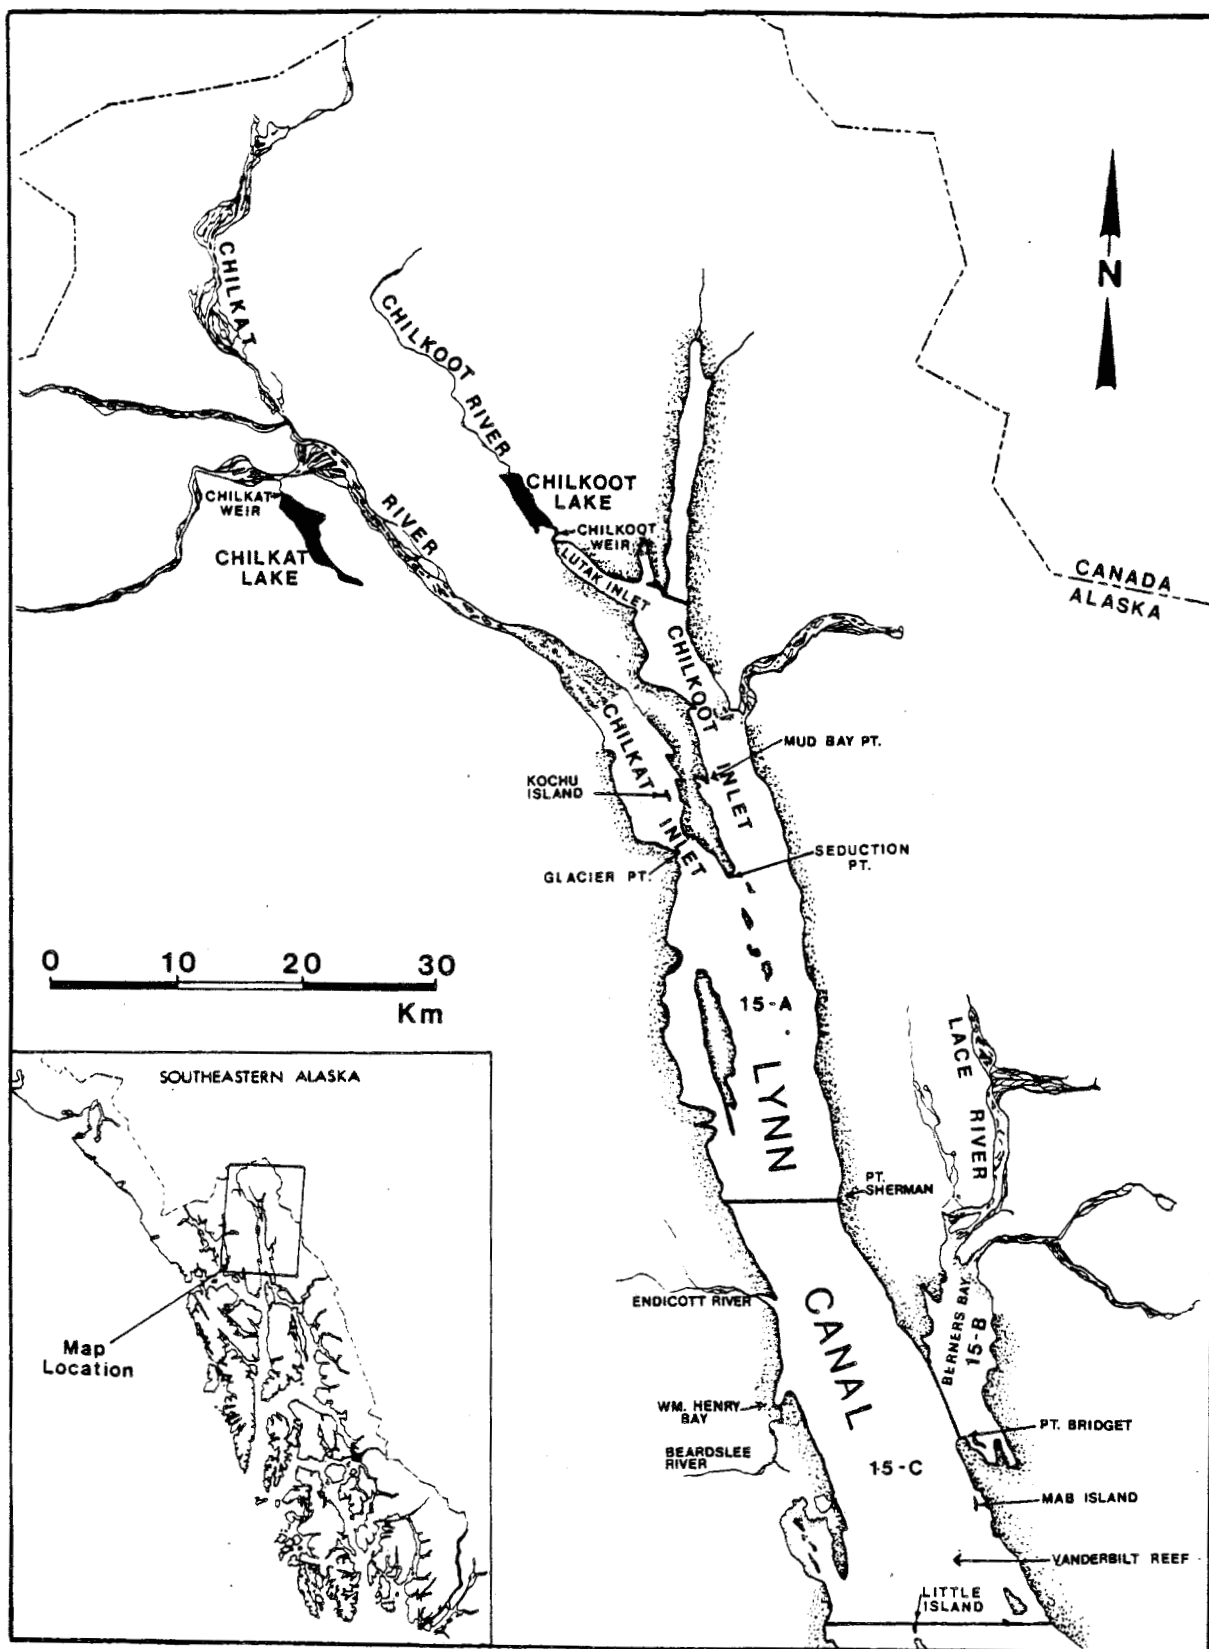 N
CHILKAT
RIVER
CHILKOOT RIVER
CHILKOOT
LAKE
CHILKAT
WEIR
CHILKAT
LAKE
CHILKOOT
WEIR
LUTAK INLET
CANADA
ALASKA
CHILKOOT
INLET
MUD BAY PT.
CHILKAT
INLET
KOCHU
ISLAND
SEDUCTION
PT.
GLACIER PT.
0 10 20 30
Km
15-A
LYNN
CANAL
LACE
RIVER
PT.
SHERMAN
ENDICOTT RIVER
BERNERS BAY
15-B
WM. HENRY
BAY
PT. BRIDGET
BEARDSLEE
RIVER
15-C
MAB ISLAND
VANDERBILT REEF
LITTLE
ISLAND
SOUTHEASTERN ALASKA
Map
Location